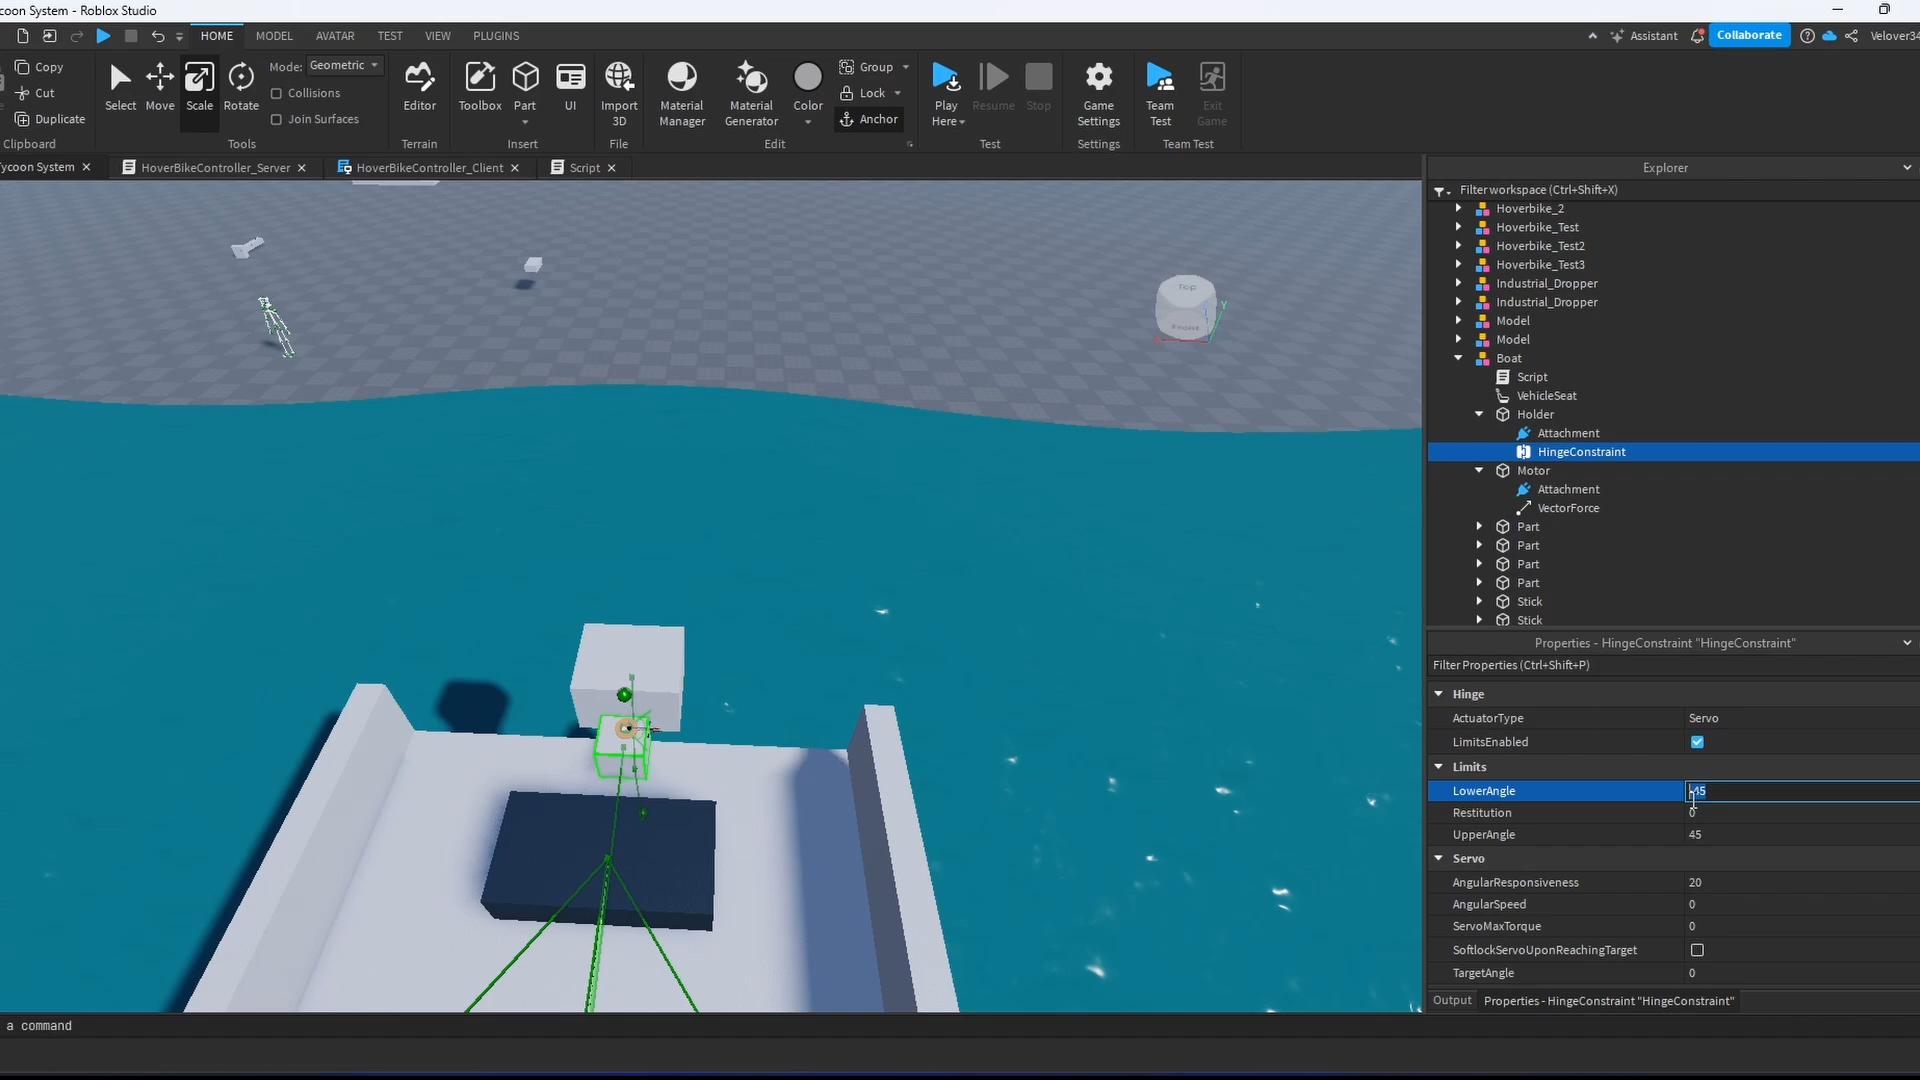 coon System - Roblox Studio
HOME MODEL AVATAR TEST VIEW PLUGINS
Assistant Collaborate Velover34
Copy
Cut
Duplicate
Clipboard
Select Move Scale Rotate
Mode: Geometric
Collisions
Join Surfaces
Tools
Editor
Terrain
Toolbox Part UI
Insert
Import 3D
File
Material Manager
Material Generator
Color
Group
Lock
Anchor
Edit
Play Here
Resume Stop
Test
Game Settings
Settings
Team Test
Exit Game
Team Test
ycoon System HoverBikeController_Server HoverBikeController_Client Script
Top
Front
Y
Explorer
Filter workspace (Ctrl+Shift+X)
Hoverbike_2
Hoverbike_Test
Hoverbike_Test2
Hoverbike_Test3
Industrial_Dropper
Industrial_Dropper
Model
Model
Boat
Script
VehicleSeat
Holder
Attachment
HingeConstraint
Motor
Attachment
VectorForce
Part
Part
Part
Part
Stick
Stick
Properties - HingeConstraint "HingeConstraint"
Filter Properties (Ctrl+Shift+P)
Hinge
ActuatorType Servo
LimitsEnabled
Limits
LowerAngle -45
Restitution 0
UpperAngle 45
Servo
AngularResponsiveness 20
AngularSpeed 0
ServoMaxTorque 0
SoftlockServoUponReachingTarget
TargetAngle 0
Output Properties - HingeConstraint "HingeConstraint"
a command